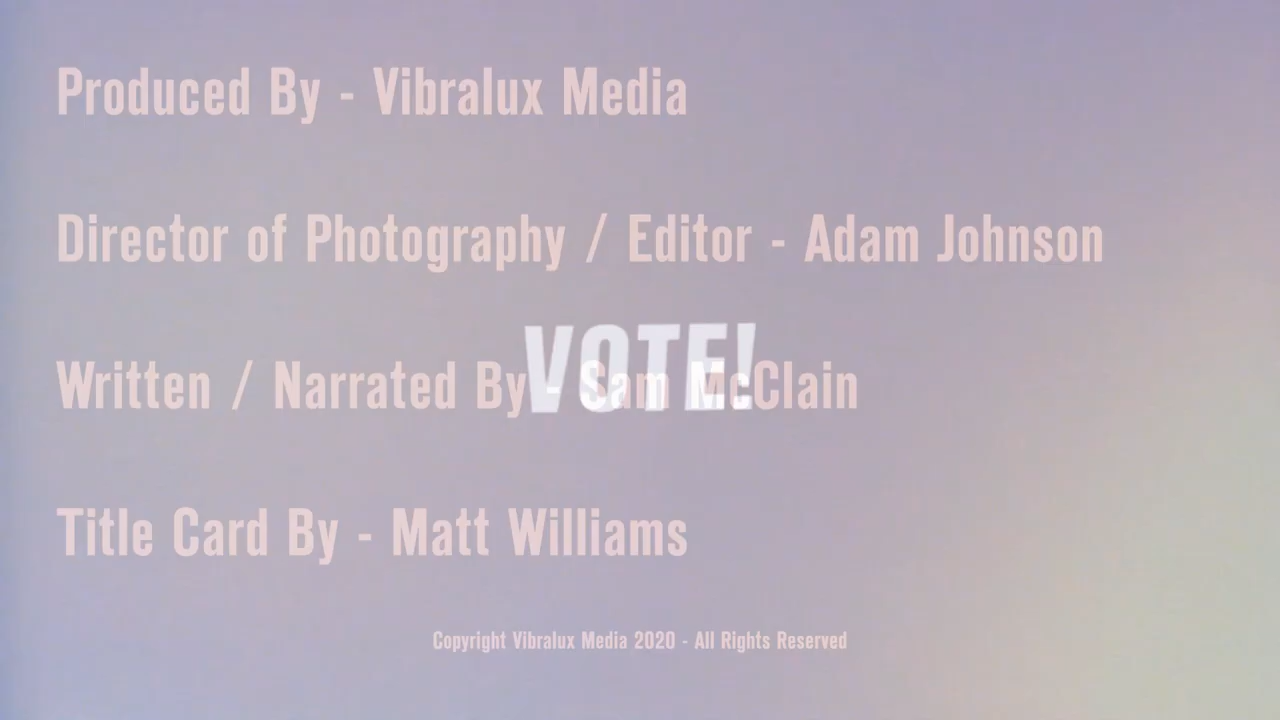 Produced By - Vibralux Media
Director of Photography / Editor - Adam Johnson
VOTE!
Written / Narrated By - Sam McClain
Title Card By - Matt Williams
Copyright Vibralux Media 2020 - All Rights Reserved